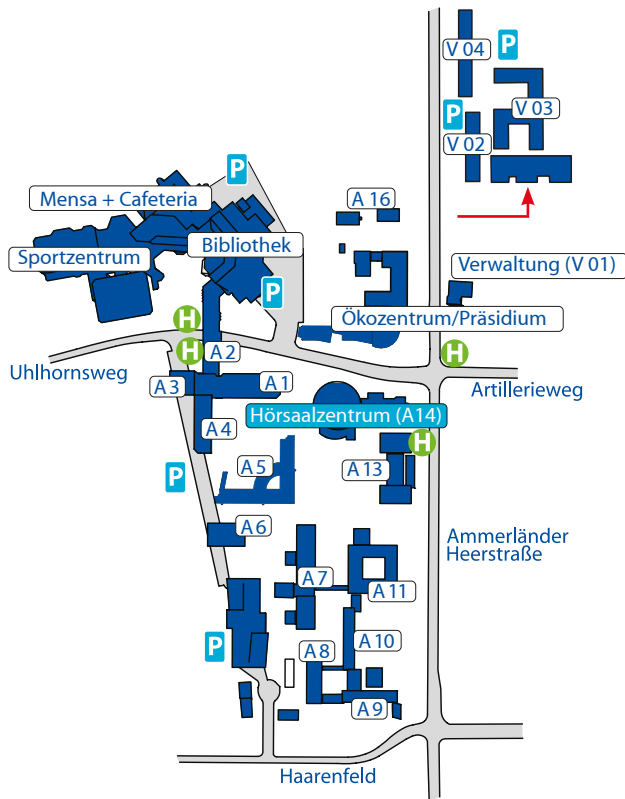 V 04
P
V 03
P
V 02
P
Mensa + Cafeteria
A 16
Bibliothek
Sportzentrum
Verwaltung (V 01)
P
H
Ökozentrum/Präsidium
H
A 2
H
Uhlhornsweg
A 3
A 1
Artillerieweg
Hörsaalzentrum (A14)
A 4
H
P
A 5
A 13
A 6
Ammerländer
Heerstraße
A 7
A 11
P
A 8
A 10
A 9
Haarenfeld